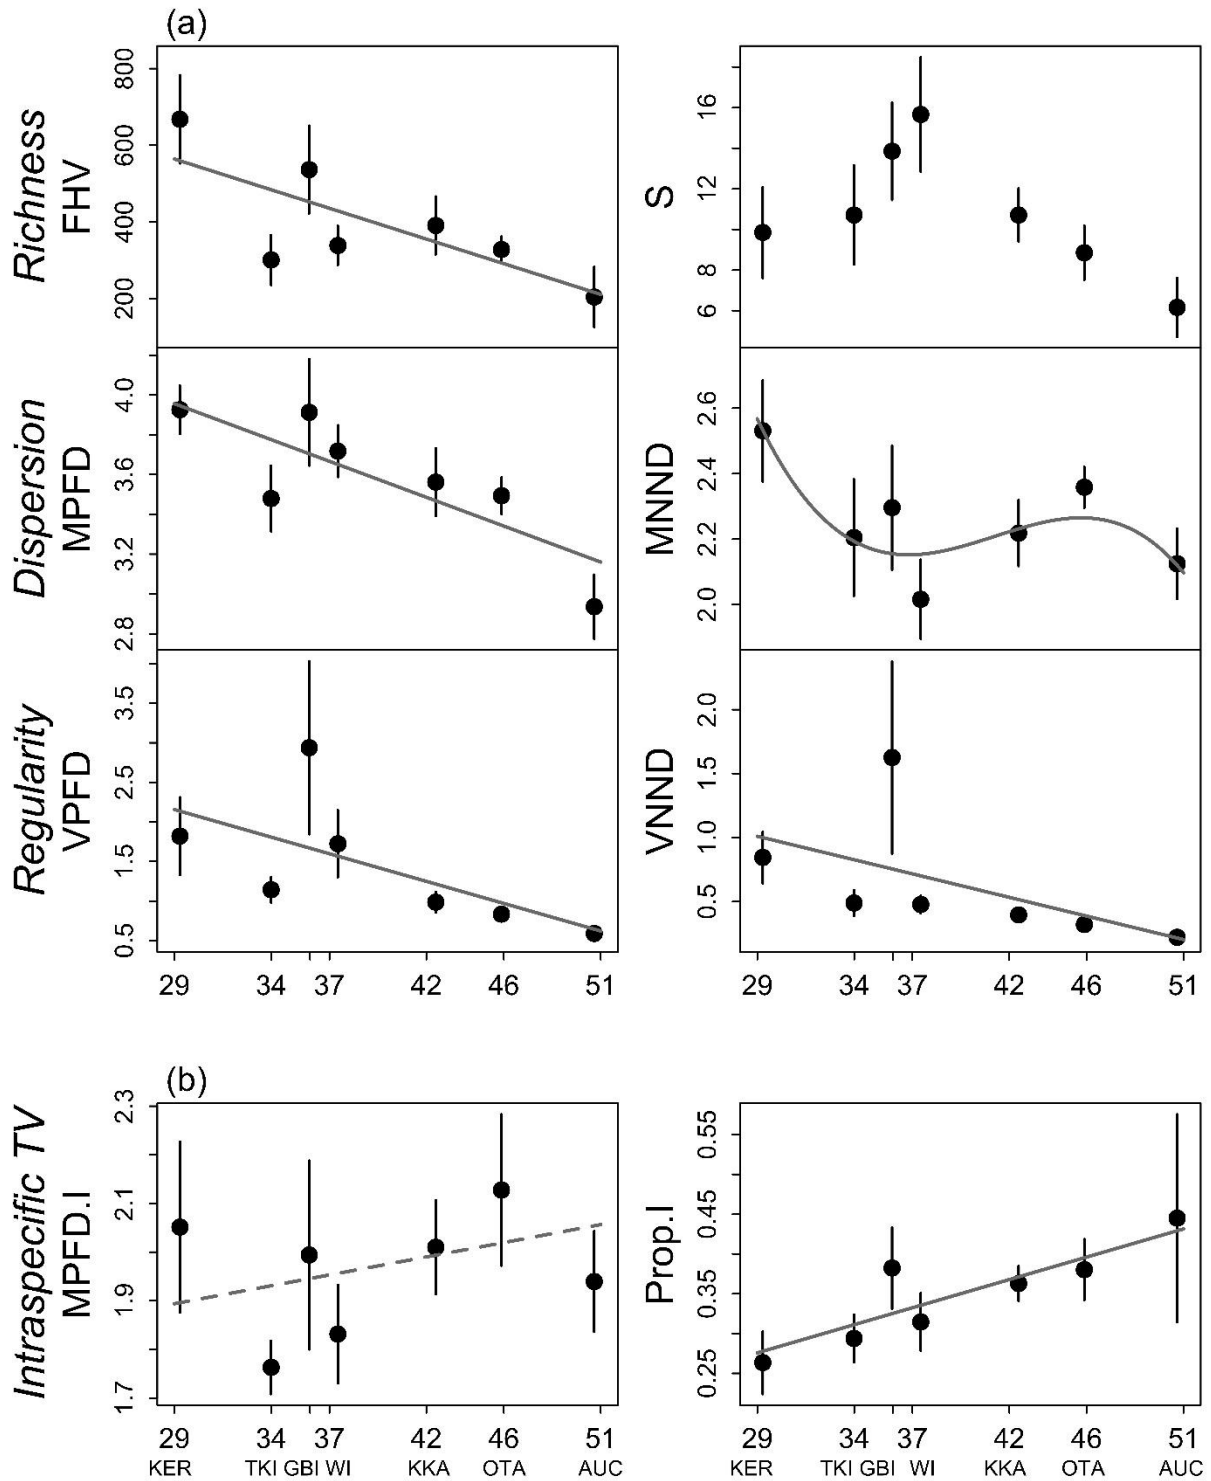 (a)
Richness
FHV
800
600
400
200
S
16
12
8
6
Dispersion
MPFD
4.0
3.6
3.2
2.8
MNND
2.6
2.4
2.2
2.0
Regularity
VPFD
3.5
2.5
1.5
0.5
VNND
2.0
1.5
1.0
0.5
29 34 37 42 46 51
29 34 37 42 46 51
(b)
Intraspecific TV
MPFD.I
2.3
2.1
1.9
1.7
Prop.I
0.55
0.45
0.35
0.25
29 34 37 42 46 51
KER TKI GBI WI KKA OTA AUC
29 34 37 42 46 51
KER TKI GBI WI KKA OTA AUC